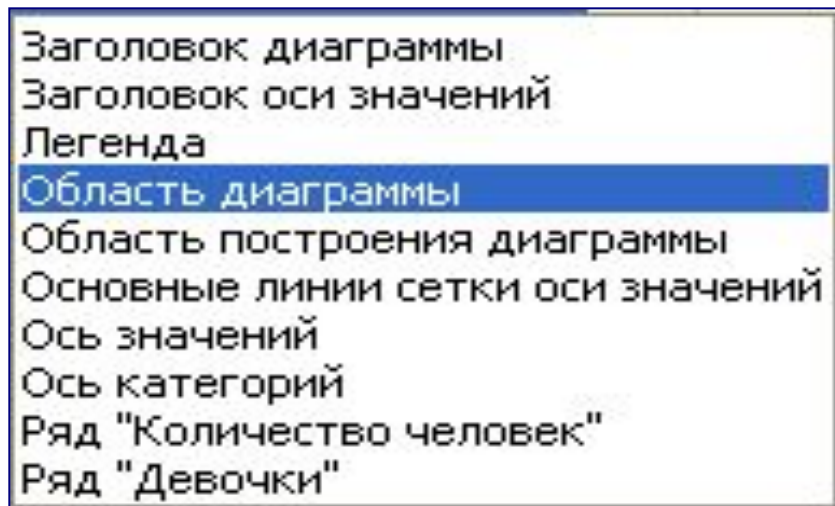 Заголовок диаграммы
Заголовок оси значений
Легенда
Область диаграммы
Область построения диаграммы
Основные линии сетки оси значений
Ось значений
Ось категорий
Ряд "Количество человек"
Ряд "Девочки"